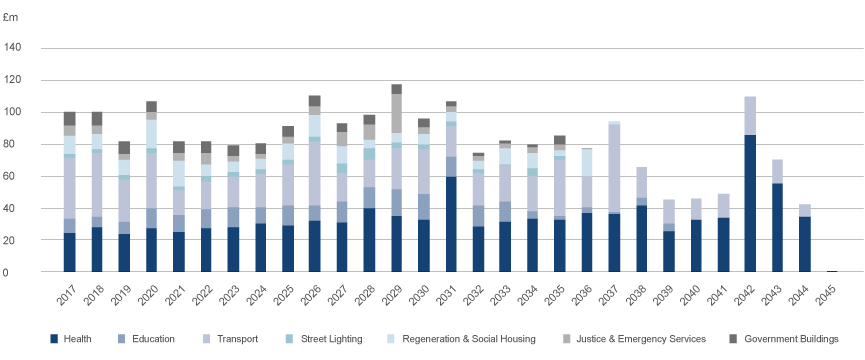 £m
140
120
100
80
60
40
20
0
2017 2018 2019 2020 2021 2022 2023 2024 2025 2026 2027 2028 2029 2030 2031 2032 2033 2034 2035 2036 2037 2038 2039 2040 2041 2042 2043 2044 2045
Health Education Transport Street Lighting Regeneration & Social Housing Justice & Emergency Services Government Buildings